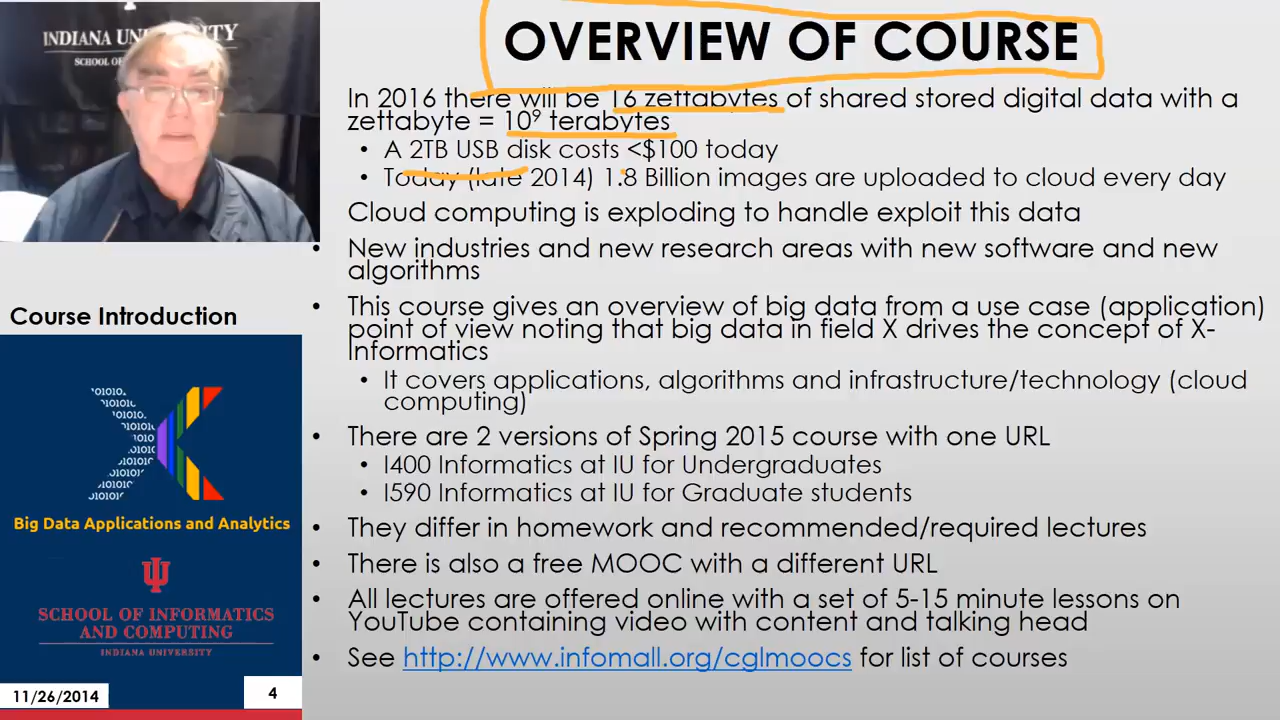 INDIANA UNIVERSITY
SCHOOL OF
OVERVIEW OF COURSE
In 2016 there will be 16 zettabytes of shared stored digital data with a
zettabyte = 10⁹ terabytes
• A 2TB USB disk costs <$100 today
• Today (late 2014) 1.8 Billion images are uploaded to cloud every day
Cloud computing is exploding to handle exploit this data
• New industries and new research areas with new software and new
algorithms
• This course gives an overview of big data from a use case (application)
point of view noting that big data in field X drives the concept of X-
Informatics
• It covers applications, algorithms and infrastructure/technology (cloud
computing)
• There are 2 versions of Spring 2015 course with one URL
• I400 Informatics at IU for Undergraduates
• I590 Informatics at IU for Graduate students
• They differ in homework and recommended/required lectures
• There is also a free MOOC with a different URL
• All lectures are offered online with a set of 5-15 minute lessons on
YouTube containing video with content and talking head
• See http://www.infomall.org/cglmoocs for list of courses
Course Introduction
Big Data Applications and Analytics
SCHOOL OF INFORMATICS
AND COMPUTING
INDIANA UNIVERSITY
11/26/2014
4